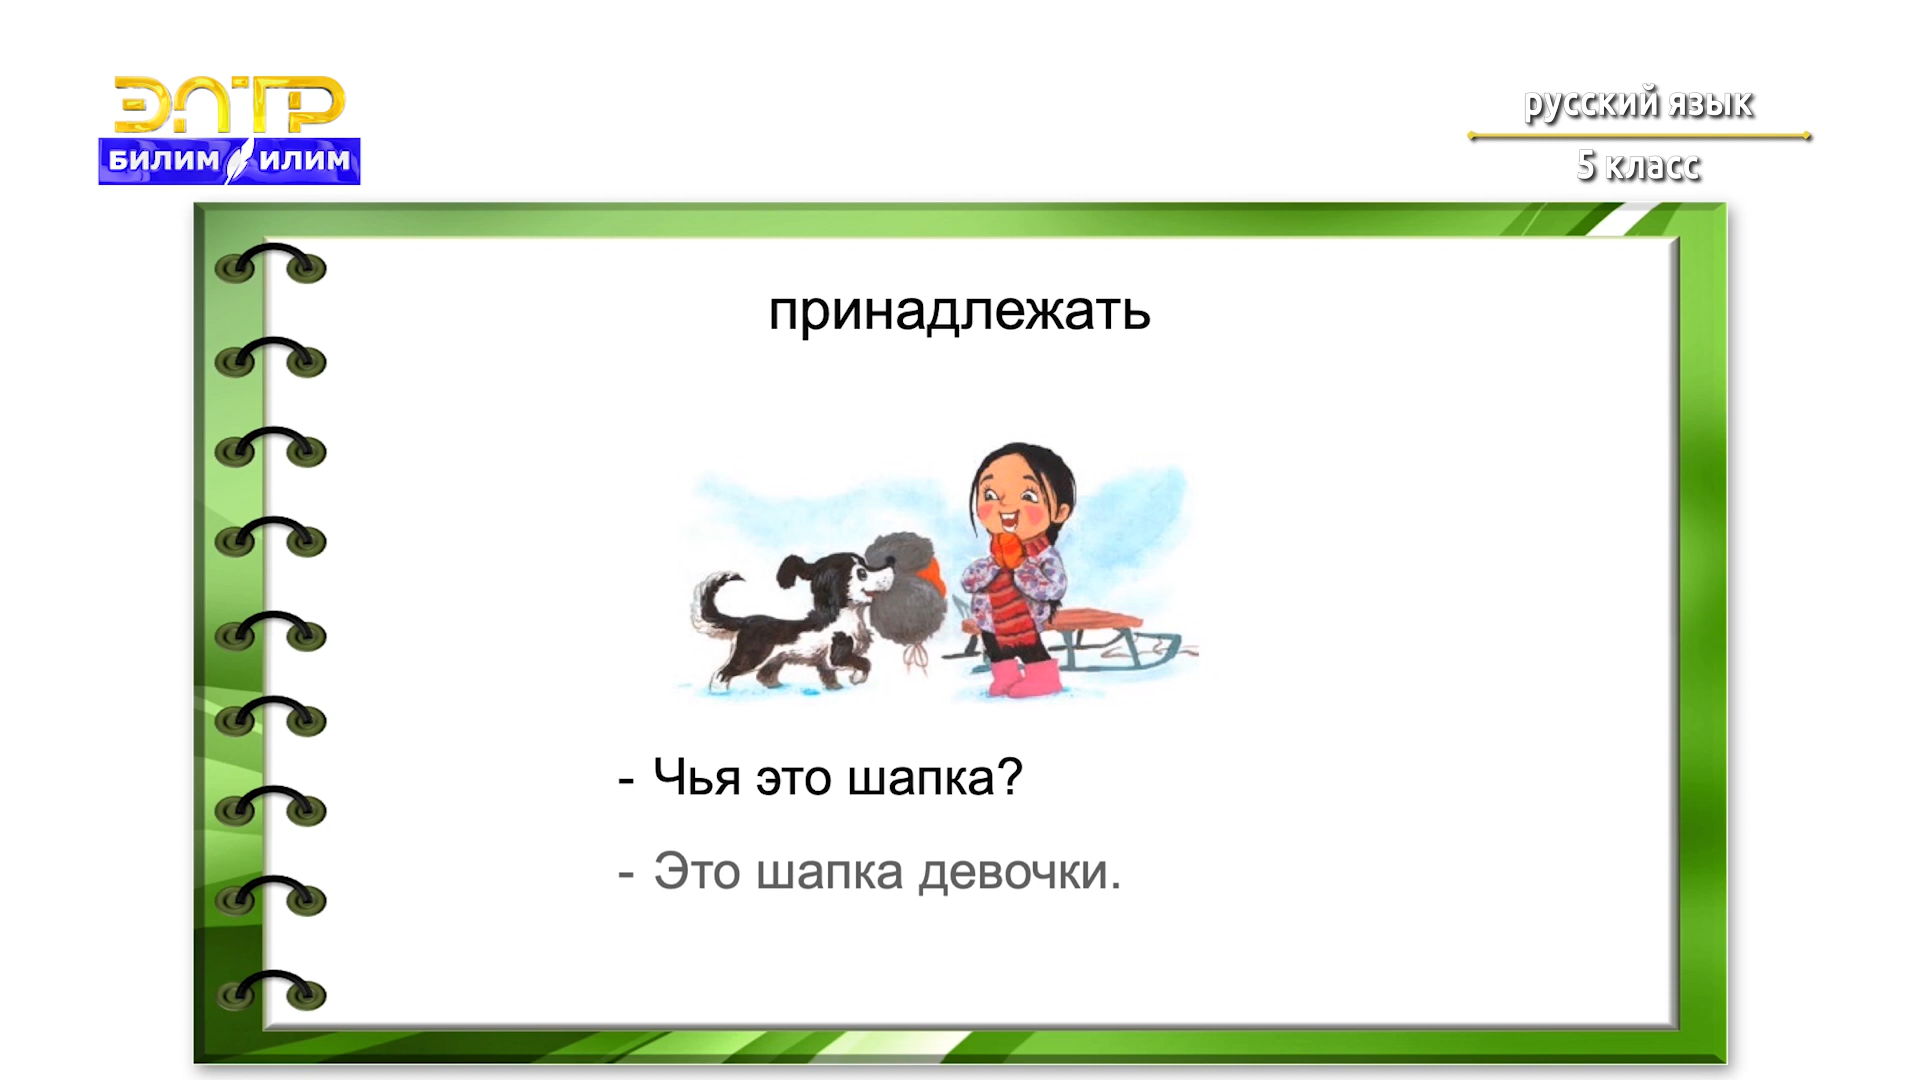 ЭЛТР
БИЛИМ ИЛИМ
русский язык
5 класс
принадлежать
- Чья это шапка?
- Это шапка девочки.